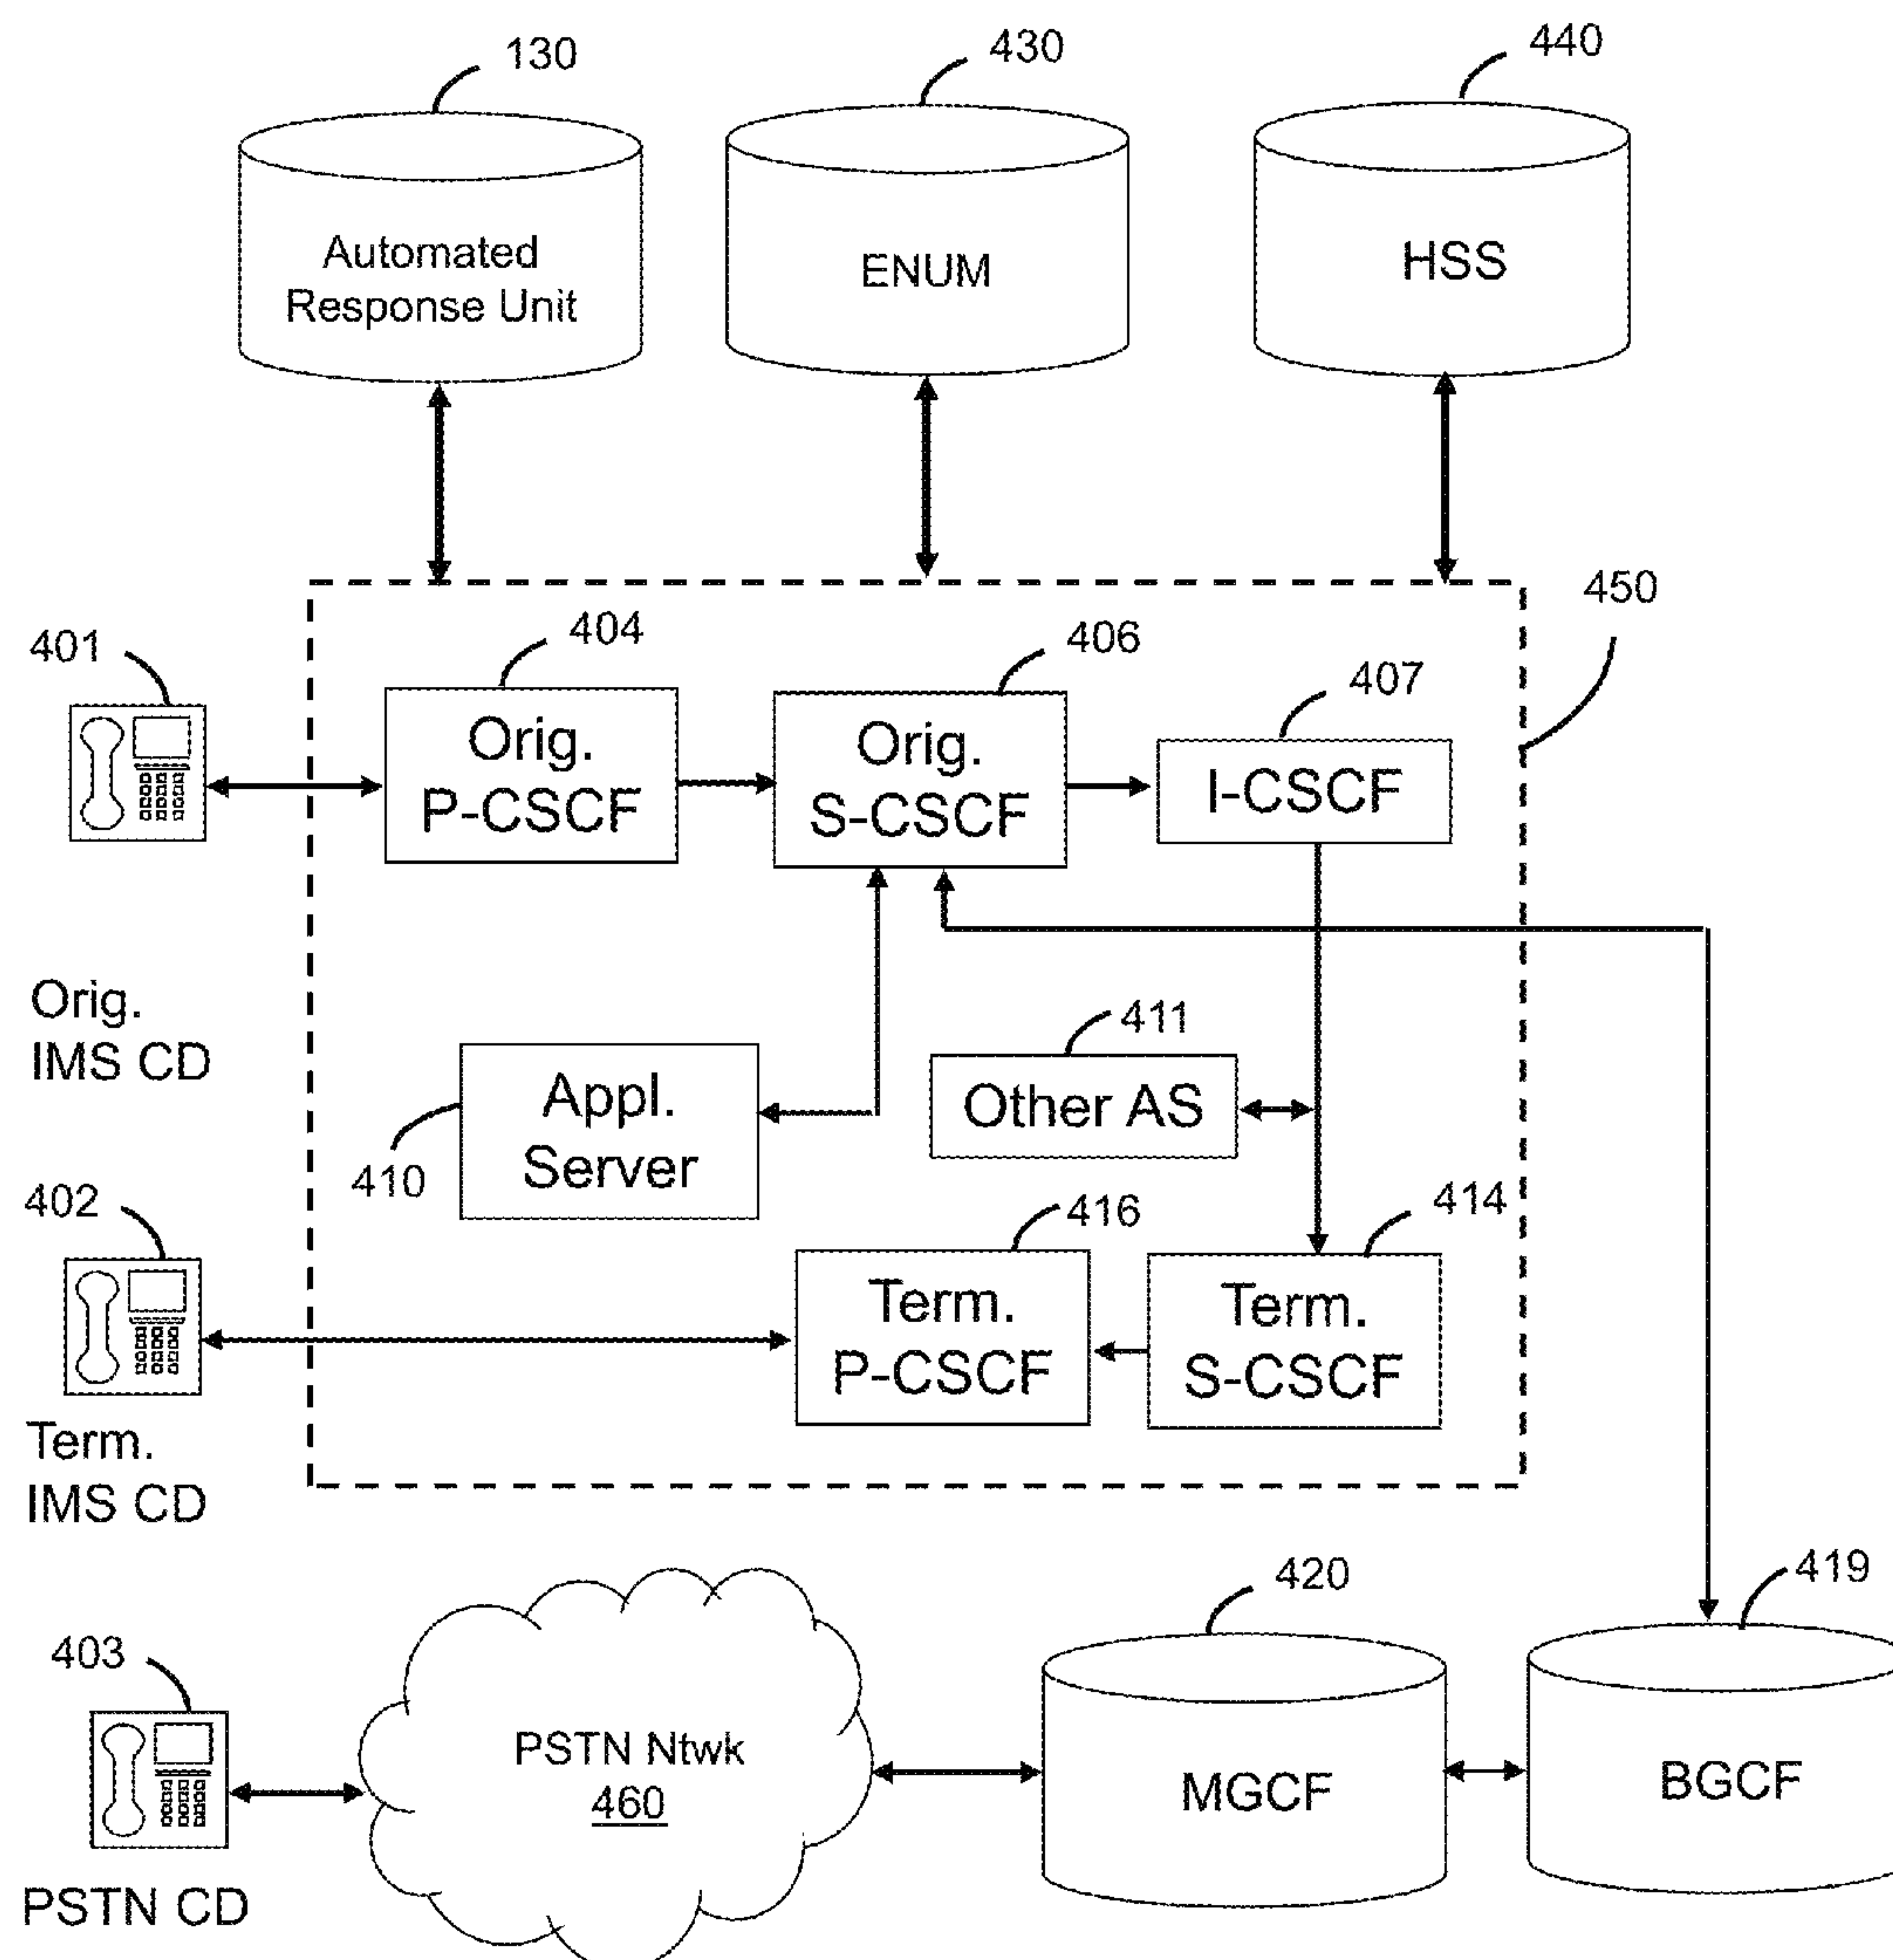 130
430
440
Automated
Response Unit
ENUM
HSS
450
401
404
406
407
Orig.
P-CSCF
Orig.
S-CSCF
I-CSCF
Orig.
IMS CD
411
Other AS
Appl.
Server
410
402
416
414
Term.
P-CSCF
Term.
S-CSCF
Term.
IMS CD
420
419
403
PSTN Ntwk
460
MGCF
BGCF
PSTN CD